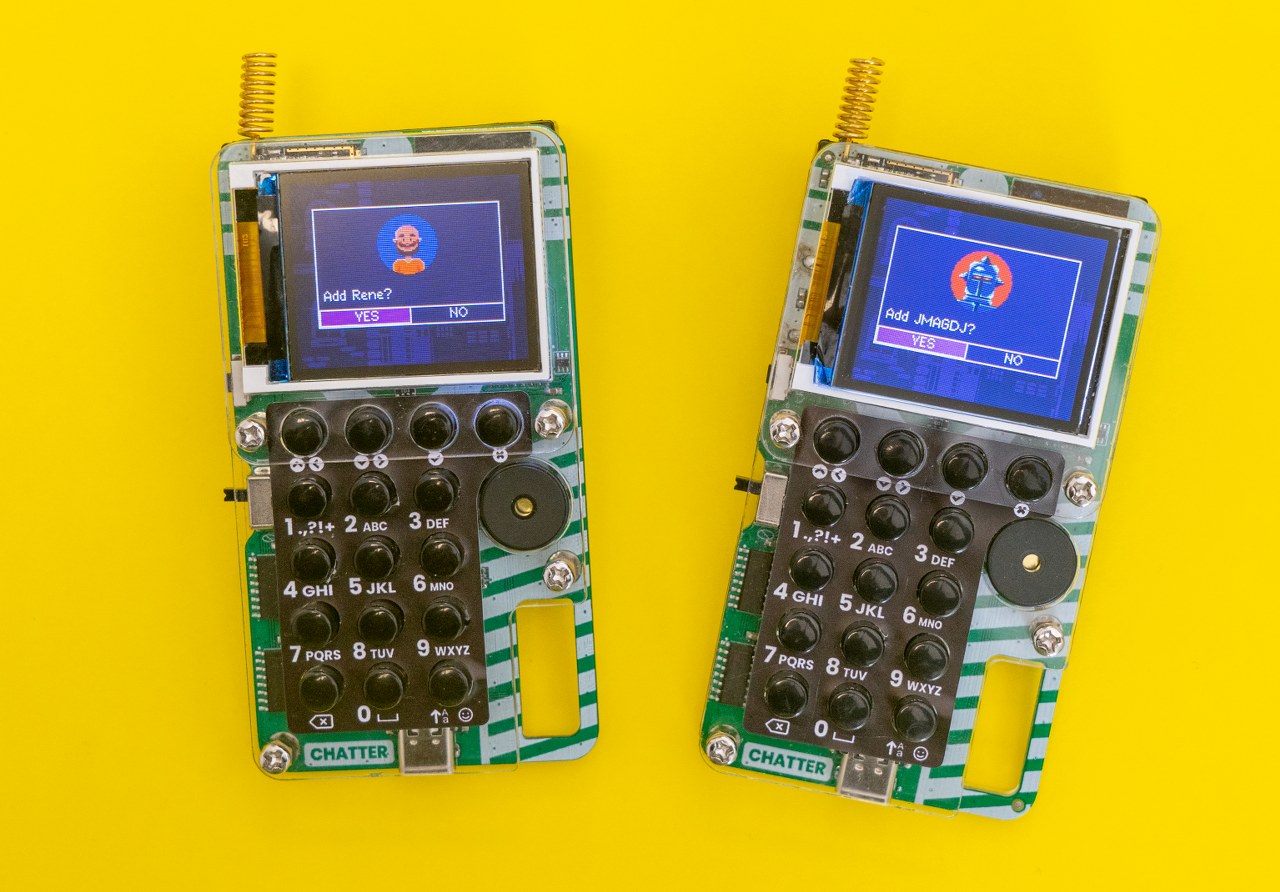 Add Rene?
YES NO
1 .,?!+ 2 ABC 3 DEF
4 GHI 5 JKL 6 MNO
7 PQRS 8 TUV 9 WXYZ
0 Aa
CHATTER
Add JMAGDJ?
YES NO
1 .,?!+ 2 ABC 3 DEF
4 GHI 5 JKL 6 MNO
7 PQRS 8 TUV 9 WXYZ
0 Aa
CHATTER